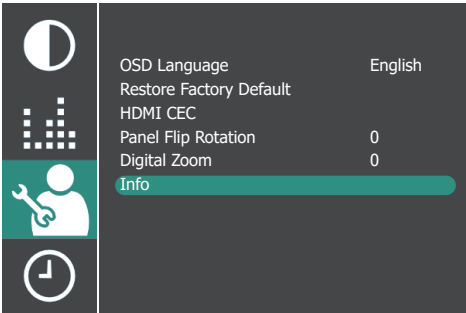 OSD Language English
Restore Factory Default
HDMI CEC
Panel Flip Rotation 0
Digital Zoom 0
Info